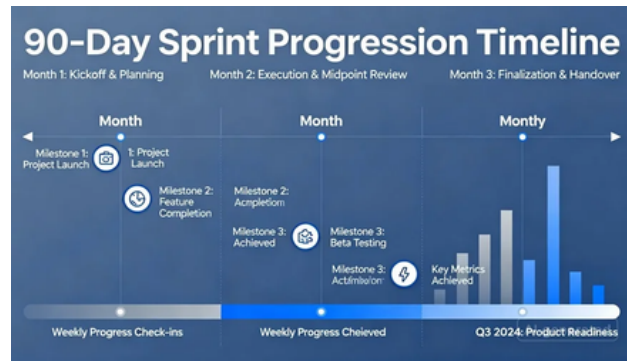 90-Day Sprint Progression Timeline
Month 1: Kickoff & Planning
Month 2: Execution & Midpoint Review
Month 3: Finalization & Handover
Month
Month
Montly
Milestone 1:
Project Launch
1: Project
Launch
Milestone 2:
Feature
Completion
Milestone 2:
Milestone 3:
Achieved
Milestone 3:
Beta Testing
Milestone 3:
Key Metrics
Achieved
Weekly Progress Check-ins
Weekly Progress Cheieved
Q3 2024: Product Readiness